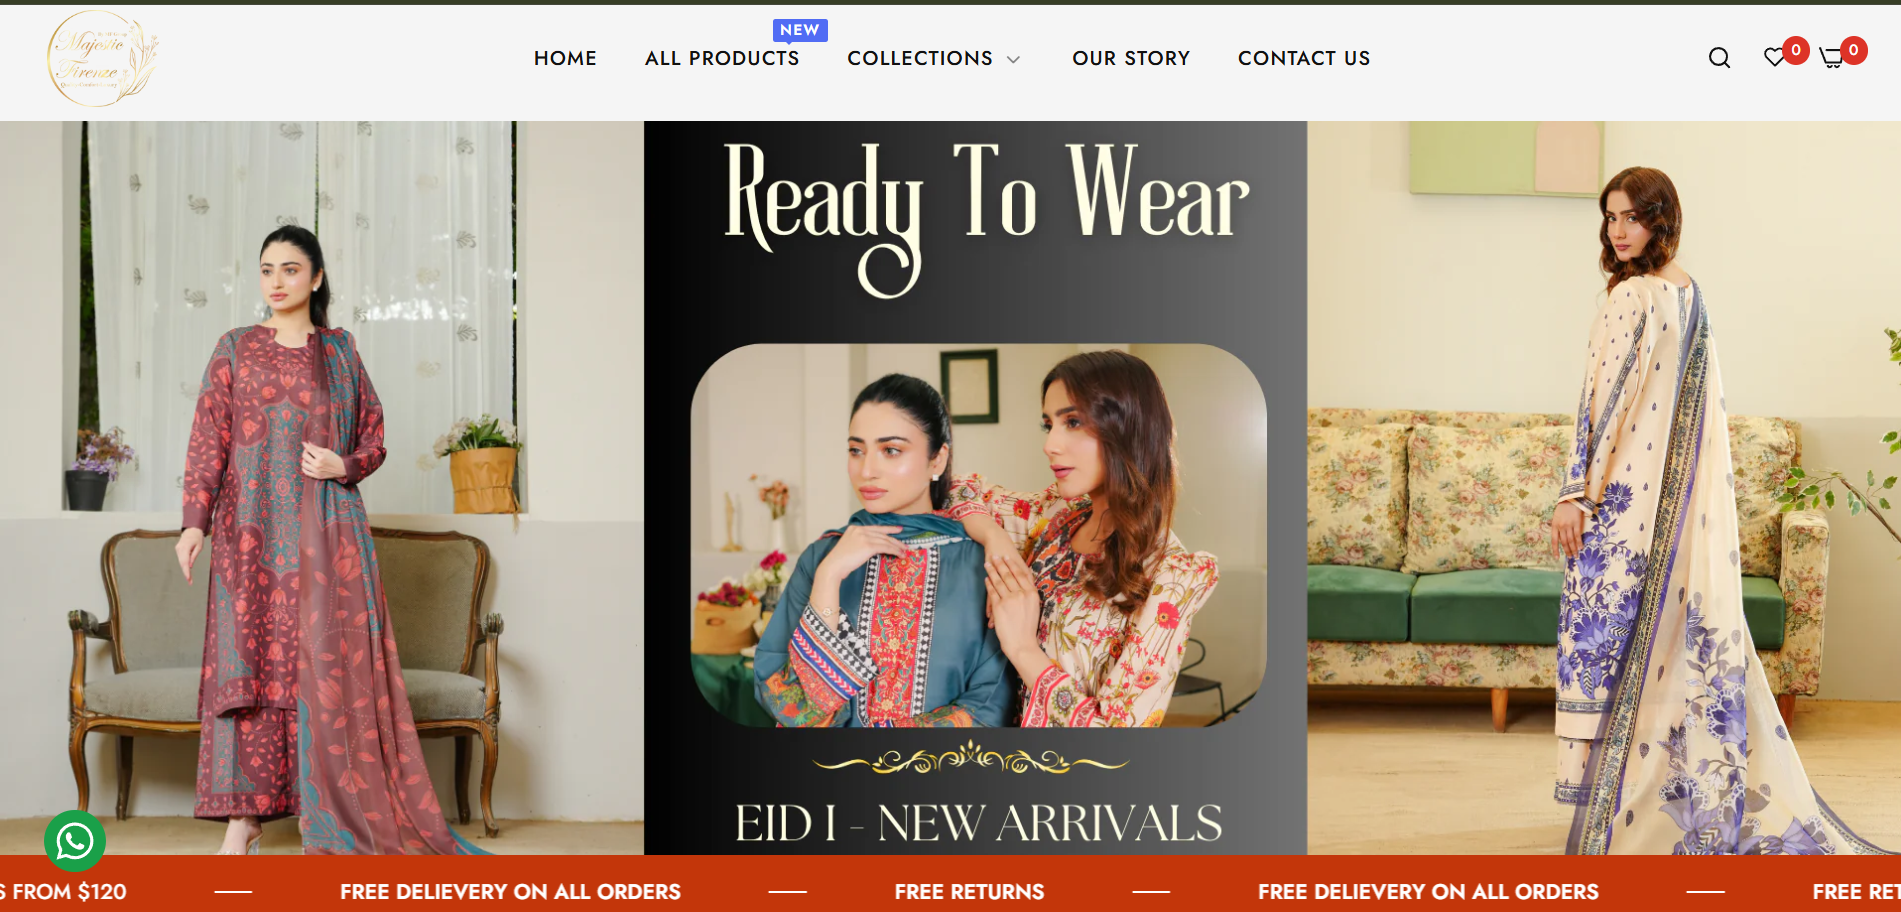 Majestic
Firenze
NEW
HOME
ALL PRODUCTS
COLLECTIONS
OUR STORY
CONTACT US
0
0
Ready To Wear
EID I - NEW ARRIVALS
S FROM $120 — FREE DELIEVERY ON ALL ORDERS — FREE RETURNS — FREE DELIEVERY ON ALL ORDERS — FREE RET